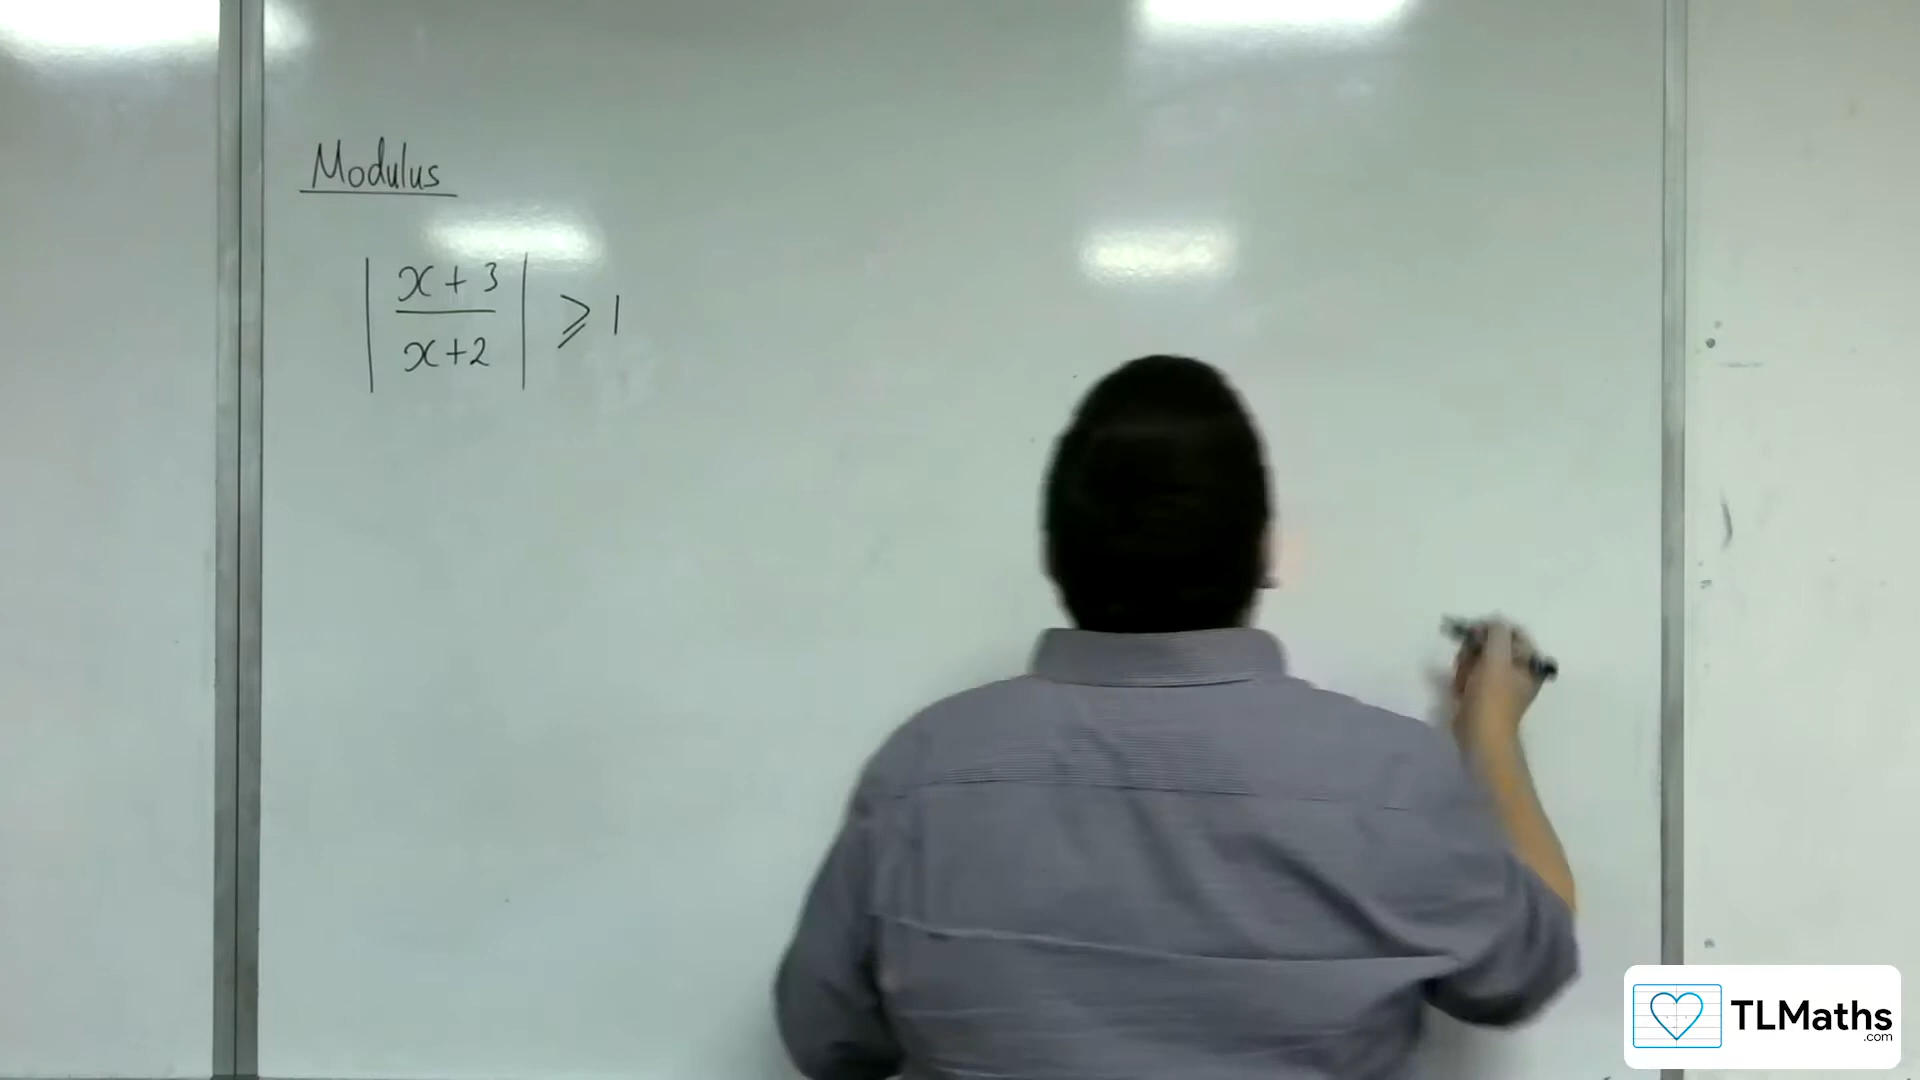 Modulus
| x + 3 / x + 2 | ⩾ 1
TLMaths
.com